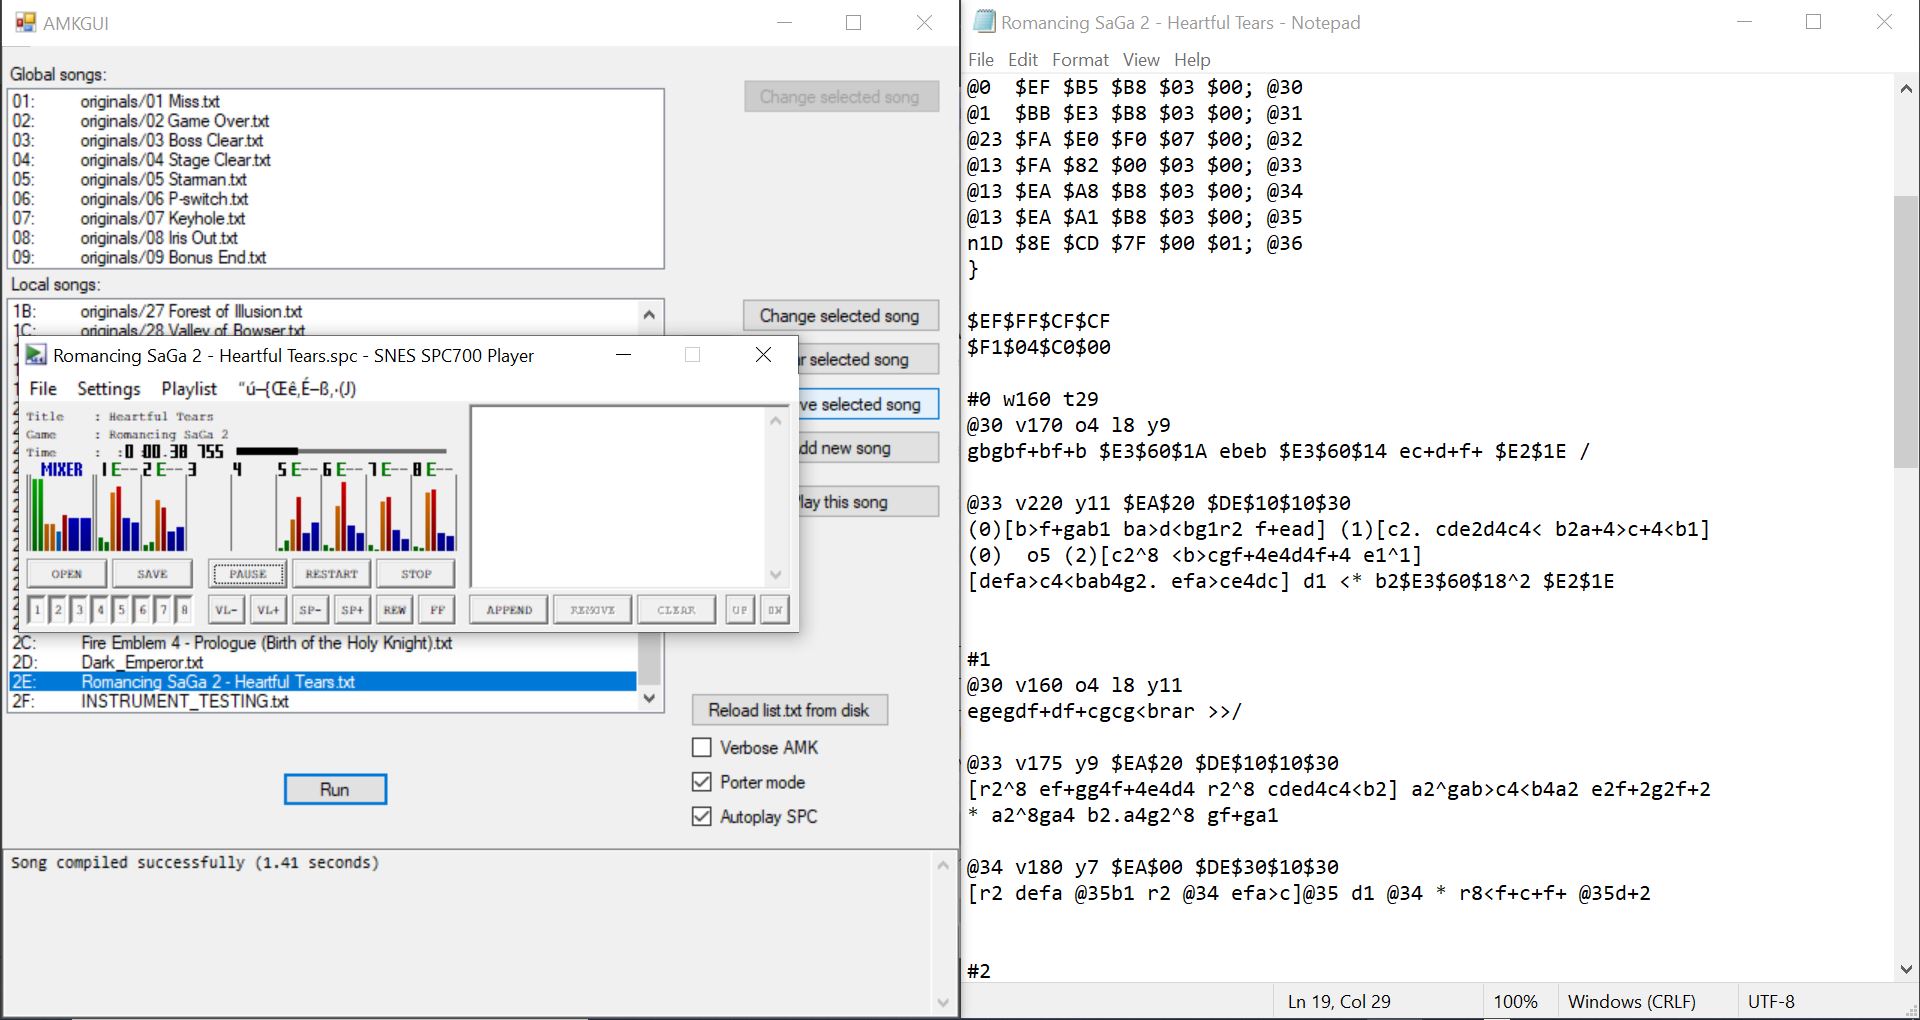 AMKGUI
Global songs:
01: originals/01 Miss.txt
02: originals/02 Game Over.txt
03: originals/03 Boss Clear.txt
04: originals/04 Stage Clear.txt
05: originals/05 Starman.txt
06: originals/06 P-switch.txt
07: originals/07 Keyhole.txt
08: originals/08 Iris Out.txt
09: originals/09 Bonus End.txt
Change selected song
Local songs:
1B: originals/27 Forest of Illusion.txt
1C: originals/28 Valley of Bowser.txt
Change selected song
r selected song
ve selected song
dd new song
lay this song
Romancing SaGa 2 - Heartful Tears.spc - SNES SPC700 Player
File Settings Playlist “ú–{Œê‚É–ß‚·(J)
Title : Heartful Tears
Game : Romancing SaGa 2
Time : :0 00.38 755
MIXER 1E-- 2E-- 3 4 5E-- 6E-- 7E-- 8E--
OPEN SAVE PAUSE RESTART STOP
1 2 3 4 5 6 7 8 VL- VL+ SP- SP+ REW FF APPEND REMOVE CLEAR UP DW
2C: Fire Emblem 4 - Prologue (Birth of the Holy Knight).txt
2D: Dark_Emperor.txt
2E: Romancing SaGa 2 - Heartful Tears.txt
2F: INSTRUMENT_TESTING.txt
Reload list.txt from disk
Verbose AMK
Porter mode
Autoplay SPC
Run
Song compiled successfully (1.41 seconds)
Romancing SaGa 2 - Heartful Tears - Notepad
File Edit Format View Help
@0 $EF $B5 $B8 $03 $00; @30
@1 $BB $E3 $B8 $03 $00; @31
@23 $FA $E0 $F0 $07 $00; @32
@13 $FA $82 $00 $03 $00; @33
@13 $EA $A8 $B8 $03 $00; @34
@13 $EA $A1 $B8 $03 $00; @35
n1D $8E $CD $7F $00 $01; @36
}
$EF$FF$CF$CF
$F1$04$C0$00
#0 w160 t29
@30 v170 o4 l8 y9
gbgbf+bf+b $E3$60$1A ebeb $E3$60$14 ec+d+f+ $E2$1E /
@33 v220 y11 $EA$20 $DE$10$10$30
(0)[b>f+gab1 ba>d<bg1r2 f+ead] (1)[c2. cde2d4c4< b2a+4>c+4<b1]
(0) o5 (2)[c2^8 <b>cgf+4e4d4f+4 e1^1]
[defa>c4<bab4g2. efa>ce4dc] d1 <* b2$E3$60$18^2 $E2$1E
#1
@30 v160 o4 l8 y11
egegdf+df+cgcg<brar >>/
@33 v175 y9 $EA$20 $DE$10$10$30
[r2^8 ef+gg4f+4e4d4 r2^8 cded4c4<b2] a2^gab>c4<b4a2 e2f+2g2f+2
* a2^8ga4 b2.a4g2^8 gf+ga1
@34 v180 y7 $EA$00 $DE$30$10$30
[r2 defa @35b1 r2 @34 efa>c]@35 d1 @34 * r8<f+c+f+ @35d+2
#2
Ln 19, Col 29 100% Windows (CRLF) UTF-8